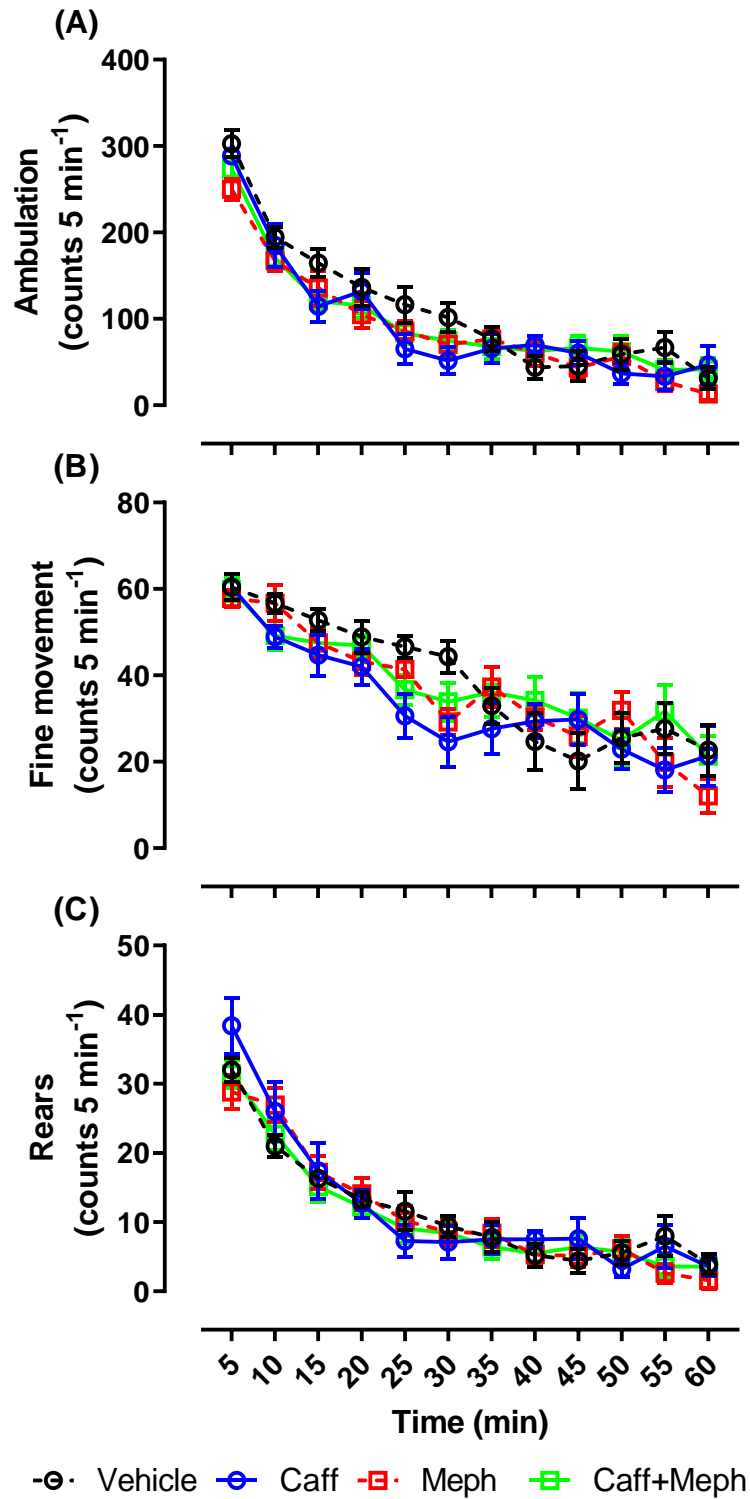 (A)
400
300
200
100
0
Ambulation
(counts 5 min⁻¹)
(B)
80
60
40
20
0
Fine movement
(counts 5 min⁻¹)
(C)
50
40
30
20
10
0
Rears
(counts 5 min⁻¹)
5 10 15 20 25 30 35 40 45 50 55 60
Time (min)
Vehicle Caff Meph Caff+Meph